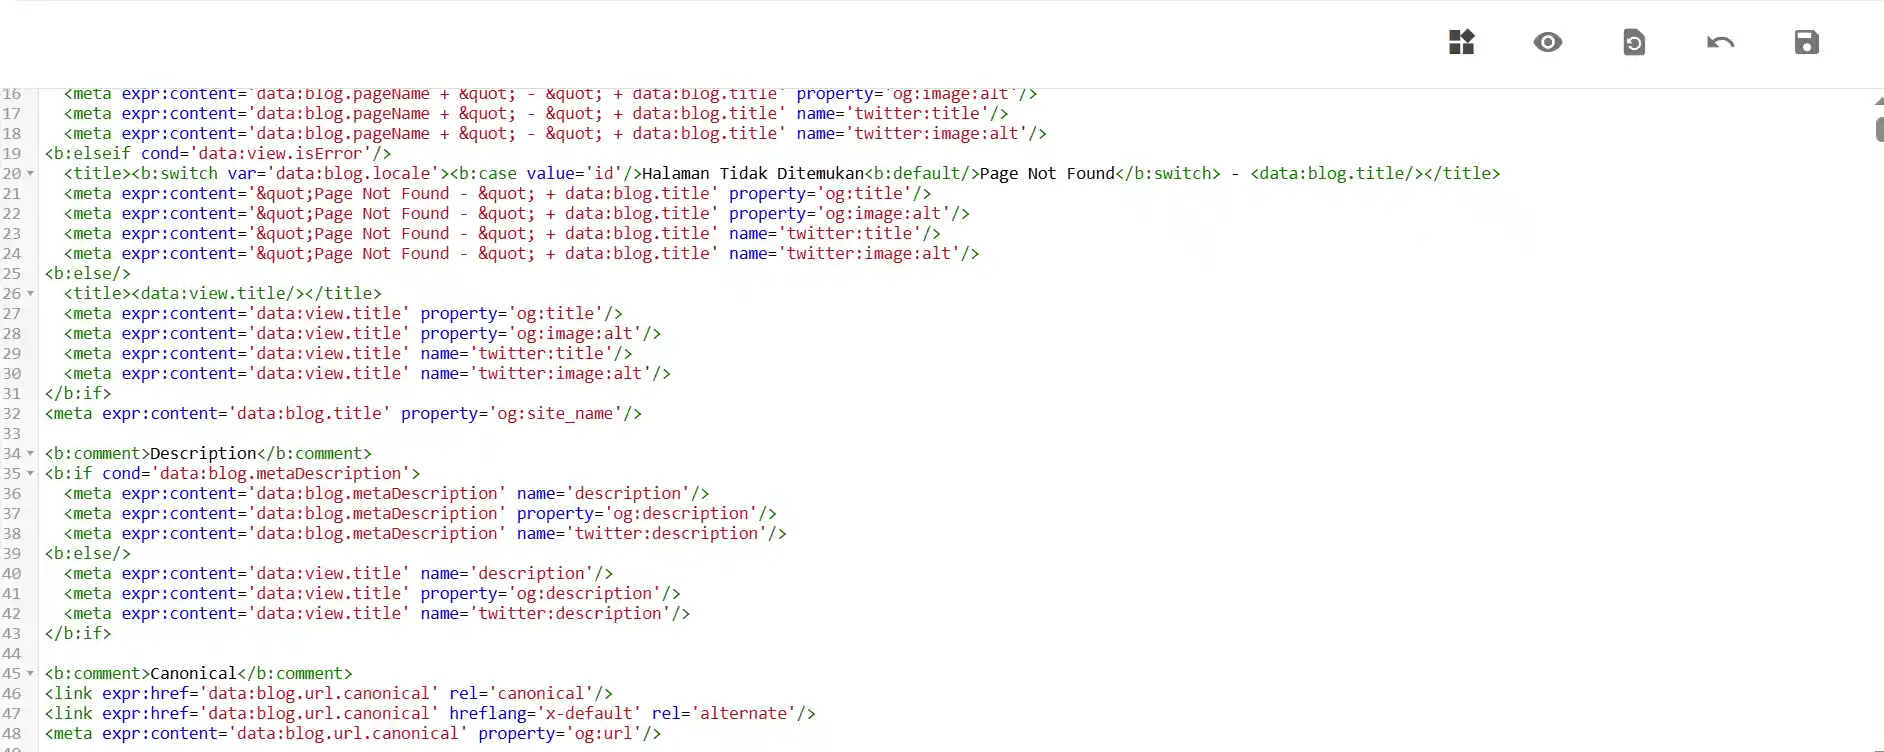 16 <meta expr:content='data:blog.pageName + &quot; - &quot; + data:blog.title' property='og:image:alt'/>
17 <meta expr:content='data:blog.pageName + &quot; - &quot; + data:blog.title' name='twitter:title'/>
18 <meta expr:content='data:blog.pageName + &quot; - &quot; + data:blog.title' name='twitter:image:alt'/>
19 <b:elseif cond='data:view.isError'/>
20 <title><b:switch var='data:blog.locale'><b:case value='id'/>Halaman Tidak Ditemukan<b:default/>Page Not Found</b:switch> - <data:blog.title/></title>
21 <meta expr:content='&quot;Page Not Found - &quot; + data:blog.title' property='og:title'/>
22 <meta expr:content='&quot;Page Not Found - &quot; + data:blog.title' property='og:image:alt'/>
23 <meta expr:content='&quot;Page Not Found - &quot; + data:blog.title' name='twitter:title'/>
24 <meta expr:content='&quot;Page Not Found - &quot; + data:blog.title' name='twitter:image:alt'/>
25 <b:else/>
26 <title><data:view.title/></title>
27 <meta expr:content='data:view.title' property='og:title'/>
28 <meta expr:content='data:view.title' property='og:image:alt'/>
29 <meta expr:content='data:view.title' name='twitter:title'/>
30 <meta expr:content='data:view.title' name='twitter:image:alt'/>
31 </b:if>
32 <meta expr:content='data:blog.title' property='og:site_name'/>
33
34 <b:comment>Description</b:comment>
35 <b:if cond='data:blog.metaDescription'>
36 <meta expr:content='data:blog.metaDescription' name='description'/>
37 <meta expr:content='data:blog.metaDescription' property='og:description'/>
38 <meta expr:content='data:blog.metaDescription' name='twitter:description'/>
39 <b:else/>
40 <meta expr:content='data:view.title' name='description'/>
41 <meta expr:content='data:view.title' property='og:description'/>
42 <meta expr:content='data:view.title' name='twitter:description'/>
43 </b:if>
44
45 <b:comment>Canonical</b:comment>
46 <link expr:href='data:blog.url.canonical' rel='canonical'/>
47 <link expr:href='data:blog.url.canonical' hreflang='x-default' rel='alternate'/>
48 <meta expr:content='data:blog.url.canonical' property='og:url'/>